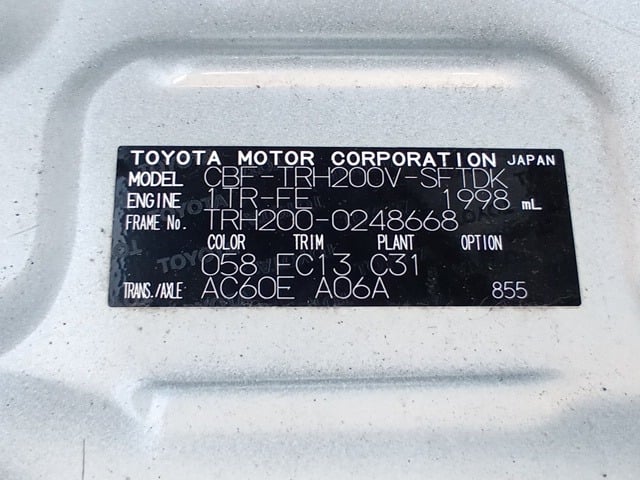 TOYOTA MOTOR CORPORATION JAPAN
MODEL CBF-TRH200V-SFTDK
ENGINE 1TR-FE 1998 mL
FRAME No. TRH200-0248668
COLOR TRIM PLANT OPTION
058 FC13 C31
TRANS./AXLE AC60E A06A 855